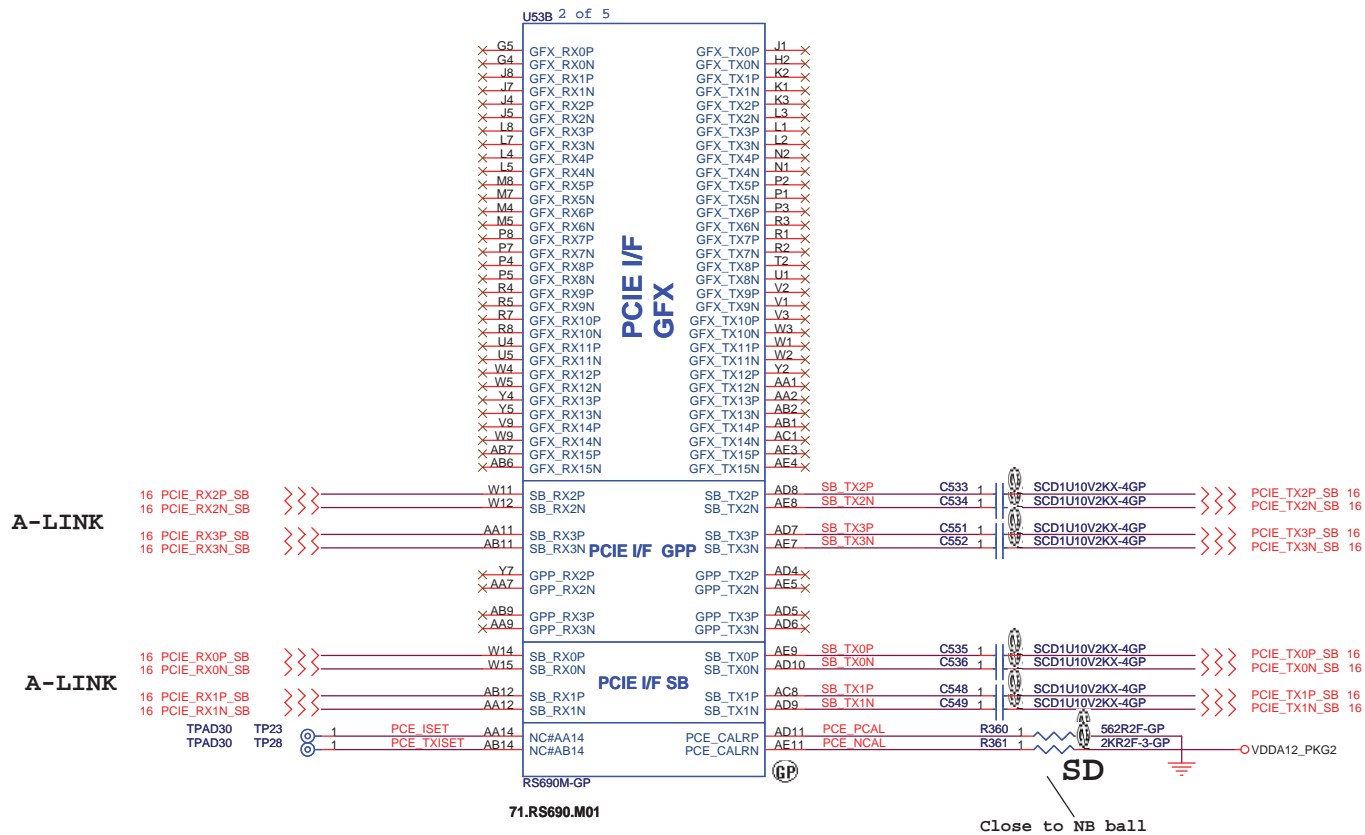 U53B 2 of 5
G5 GFX_RX0P GFX_TX0P J1
G4 GFX_RX0N GFX_TX0N H2
J8 GFX_RX1P GFX_TX1P K2
J7 GFX_RX1N GFX_TX1N K1
J4 GFX_RX2P GFX_TX2P K3
J5 GFX_RX2N GFX_TX2N L3
L8 GFX_RX3P GFX_TX3P L1
L7 GFX_RX3N GFX_TX3N L2
L4 GFX_RX4P GFX_TX4P N2
L5 GFX_RX4N GFX_TX4N N1
M8 GFX_RX5P GFX_TX5P P2
M7 GFX_RX5N GFX_TX5N P1
M4 GFX_RX6P GFX_TX6P P3
M5 GFX_RX6N GFX_TX6N R3
P8 GFX_RX7P GFX_TX7P R1
P7 GFX_RX7N GFX_TX7N R2
P4 GFX_RX8P GFX_TX8P T2
P5 GFX_RX8N GFX_TX8N U1
R4 GFX_RX9P GFX_TX9P V2
R5 GFX_RX9N GFX_TX9N V1
R7 GFX_RX10P GFX_TX10P V3
R8 GFX_RX10N GFX_TX10N W3
U4 GFX_RX11P GFX_TX11P W1
U5 GFX_RX11N GFX_TX11N W2
W4 GFX_RX12P GFX_TX12P Y2
W5 GFX_RX12N GFX_TX12N AA1
Y4 GFX_RX13P GFX_TX13P AA2
Y5 GFX_RX13N GFX_TX13N AB2
V9 GFX_RX14P GFX_TX14P AB1
W9 GFX_RX14N GFX_TX14N AC1
AB7 GFX_RX15P GFX_TX15P AE3
AB6 GFX_RX15N GFX_TX15N AE4
PCIE I/F
GFX
A-LINK
16 PCIE_RX2P_SB W11 SB_RX2P SB_TX2P AD8 SB_TX2P C533 1 SCD1U10V2KX-4GP PCIE_TX2P_SB 16
16 PCIE_RX2N_SB W12 SB_RX2N SB_TX2N AE8 SB_TX2N C534 1 SCD1U10V2KX-4GP PCIE_TX2N_SB 16
16 PCIE_RX3P_SB AA11 SB_RX3P SB_TX3P AD7 SB_TX3P C551 1 SCD1U10V2KX-4GP PCIE_TX3P_SB 16
16 PCIE_RX3N_SB AB11 SB_RX3N SB_TX3N AE7 SB_TX3N C552 1 SCD1U10V2KX-4GP PCIE_TX3N_SB 16
PCIE I/F GPP
Y7 GPP_RX2P GPP_TX2P AD4
AA7 GPP_RX2N GPP_TX2N AE5
AB9 GPP_RX3P GPP_TX3P AD5
AA9 GPP_RX3N GPP_TX3N AD6
A-LINK
16 PCIE_RX0P_SB W14 SB_RX0P SB_TX0P AE9 SB_TX0P C535 1 SCD1U10V2KX-4GP PCIE_TX0P_SB 16
16 PCIE_RX0N_SB W15 SB_RX0N SB_TX0N AD10 SB_TX0N C536 1 SCD1U10V2KX-4GP PCIE_TX0N_SB 16
PCIE I/F SB
16 PCIE_RX1P_SB AB12 SB_RX1P SB_TX1P AC8 SB_TX1P C548 1 SCD1U10V2KX-4GP PCIE_TX1P_SB 16
16 PCIE_RX1N_SB AA12 SB_RX1N SB_TX1N AD9 SB_TX1N C549 1 SCD1U10V2KX-4GP PCIE_TX1N_SB 16
TPAD30 TP23 1 PCE_ISET AA14 NC#AA14 PCE_CALRP AD11 PCE_PCAL R360 1 562R2F-GP
TPAD30 TP28 1 PCE_TXISET AB14 NC#AB14 PCE_CALRN AE11 PCE_NCAL R361 1 2KR2F-3-GP VDDA12_PKG2
GP
SD
RS690M-GP
71.RS690.M01
Close to NB ball